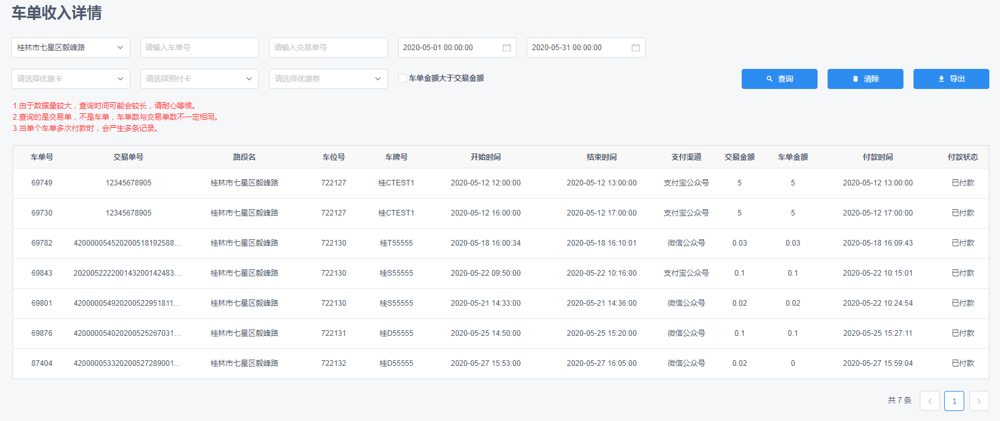 车单收入详情
桂林市七星区毅峰路 请输入车单号 请输入交易单号 2020-05-01 00:00:00 2020-05-31 00:00:00
请选择优惠卡 请选择预付卡 请选择优惠券 车单金额大于交易金额 查询 清除 导出
1.由于数据量较大，查询时间可能会较长，请耐心等候。
2.查询的是交易单，不是车单，车单数与交易单数不一定相同。
3.当单个车单多次付款时，会产生多条记录。
车单号 交易单号 路段名 车位号 车牌号 开始时间 结束时间 支付渠道 交易金额 车单金额 付款时间 付款状态
69749 12345678905 桂林市七星区毅峰路 722127 桂CTEST1 2020-05-12 12:00:00 2020-05-12 13:00:00 支付宝公众号 5 5 2020-05-12 13:00:00 已付款
69730 12345678905 桂林市七星区毅峰路 722127 桂CTEST1 2020-05-12 16:00:00 2020-05-12 17:00:00 支付宝公众号 5 5 2020-05-12 17:00:00 已付款
69782 420000054520200518192588... 桂林市七星区毅峰路 722130 桂T55555 2020-05-18 16:00:34 2020-05-18 16:10:01 微信公众号 0.03 0.03 2020-05-18 16:09:43 已付款
69843 202005222200143200142483... 桂林市七星区毅峰路 722130 桂S55555 2020-05-22 09:50:00 2020-05-22 10:16:00 支付宝公众号 0.1 0.1 2020-05-22 10:15:01 已付款
69801 420000054920200522951811... 桂林市七星区毅峰路 722130 桂S55555 2020-05-21 14:33:00 2020-05-21 14:36:00 微信公众号 0.02 0.02 2020-05-22 10:24:54 已付款
69876 420000054020200525267031... 桂林市七星区毅峰路 722131 桂D55555 2020-05-25 14:50:00 2020-05-25 15:20:00 微信公众号 0.1 0.1 2020-05-25 15:27:11 已付款
87404 420000053320200527289001... 桂林市七星区毅峰路 722132 桂D55555 2020-05-27 15:53:00 2020-05-27 16:05:00 微信公众号 0.02 0 2020-05-27 15:59:04 已付款
共 7 条 1